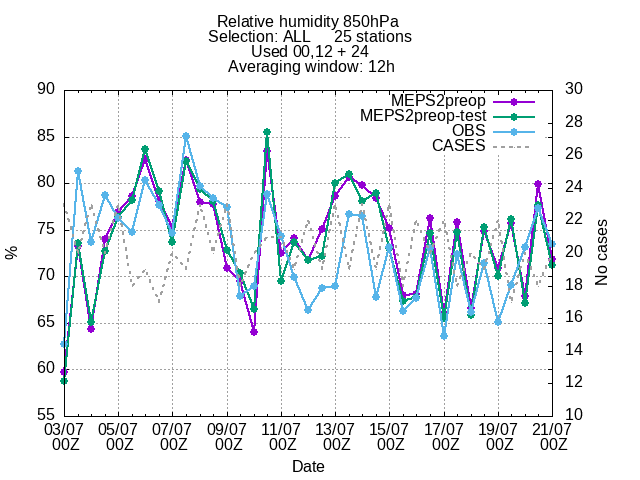 Relative humidity 850hPa
Selection: ALL 25 stations
Used 00,12 + 24
Averaging window: 12h
MEPS2preop
MEPS2preop-test
OBS
CASES
90
85
80
75
70
65
60
55
%
30
28
26
24
22
20
18
16
14
12
10
No cases
03/07 05/07 07/07 09/07 11/07 13/07 15/07 17/07 19/07 21/07
00Z 00Z 00Z 00Z 00Z 00Z 00Z 00Z 00Z 00Z
Date